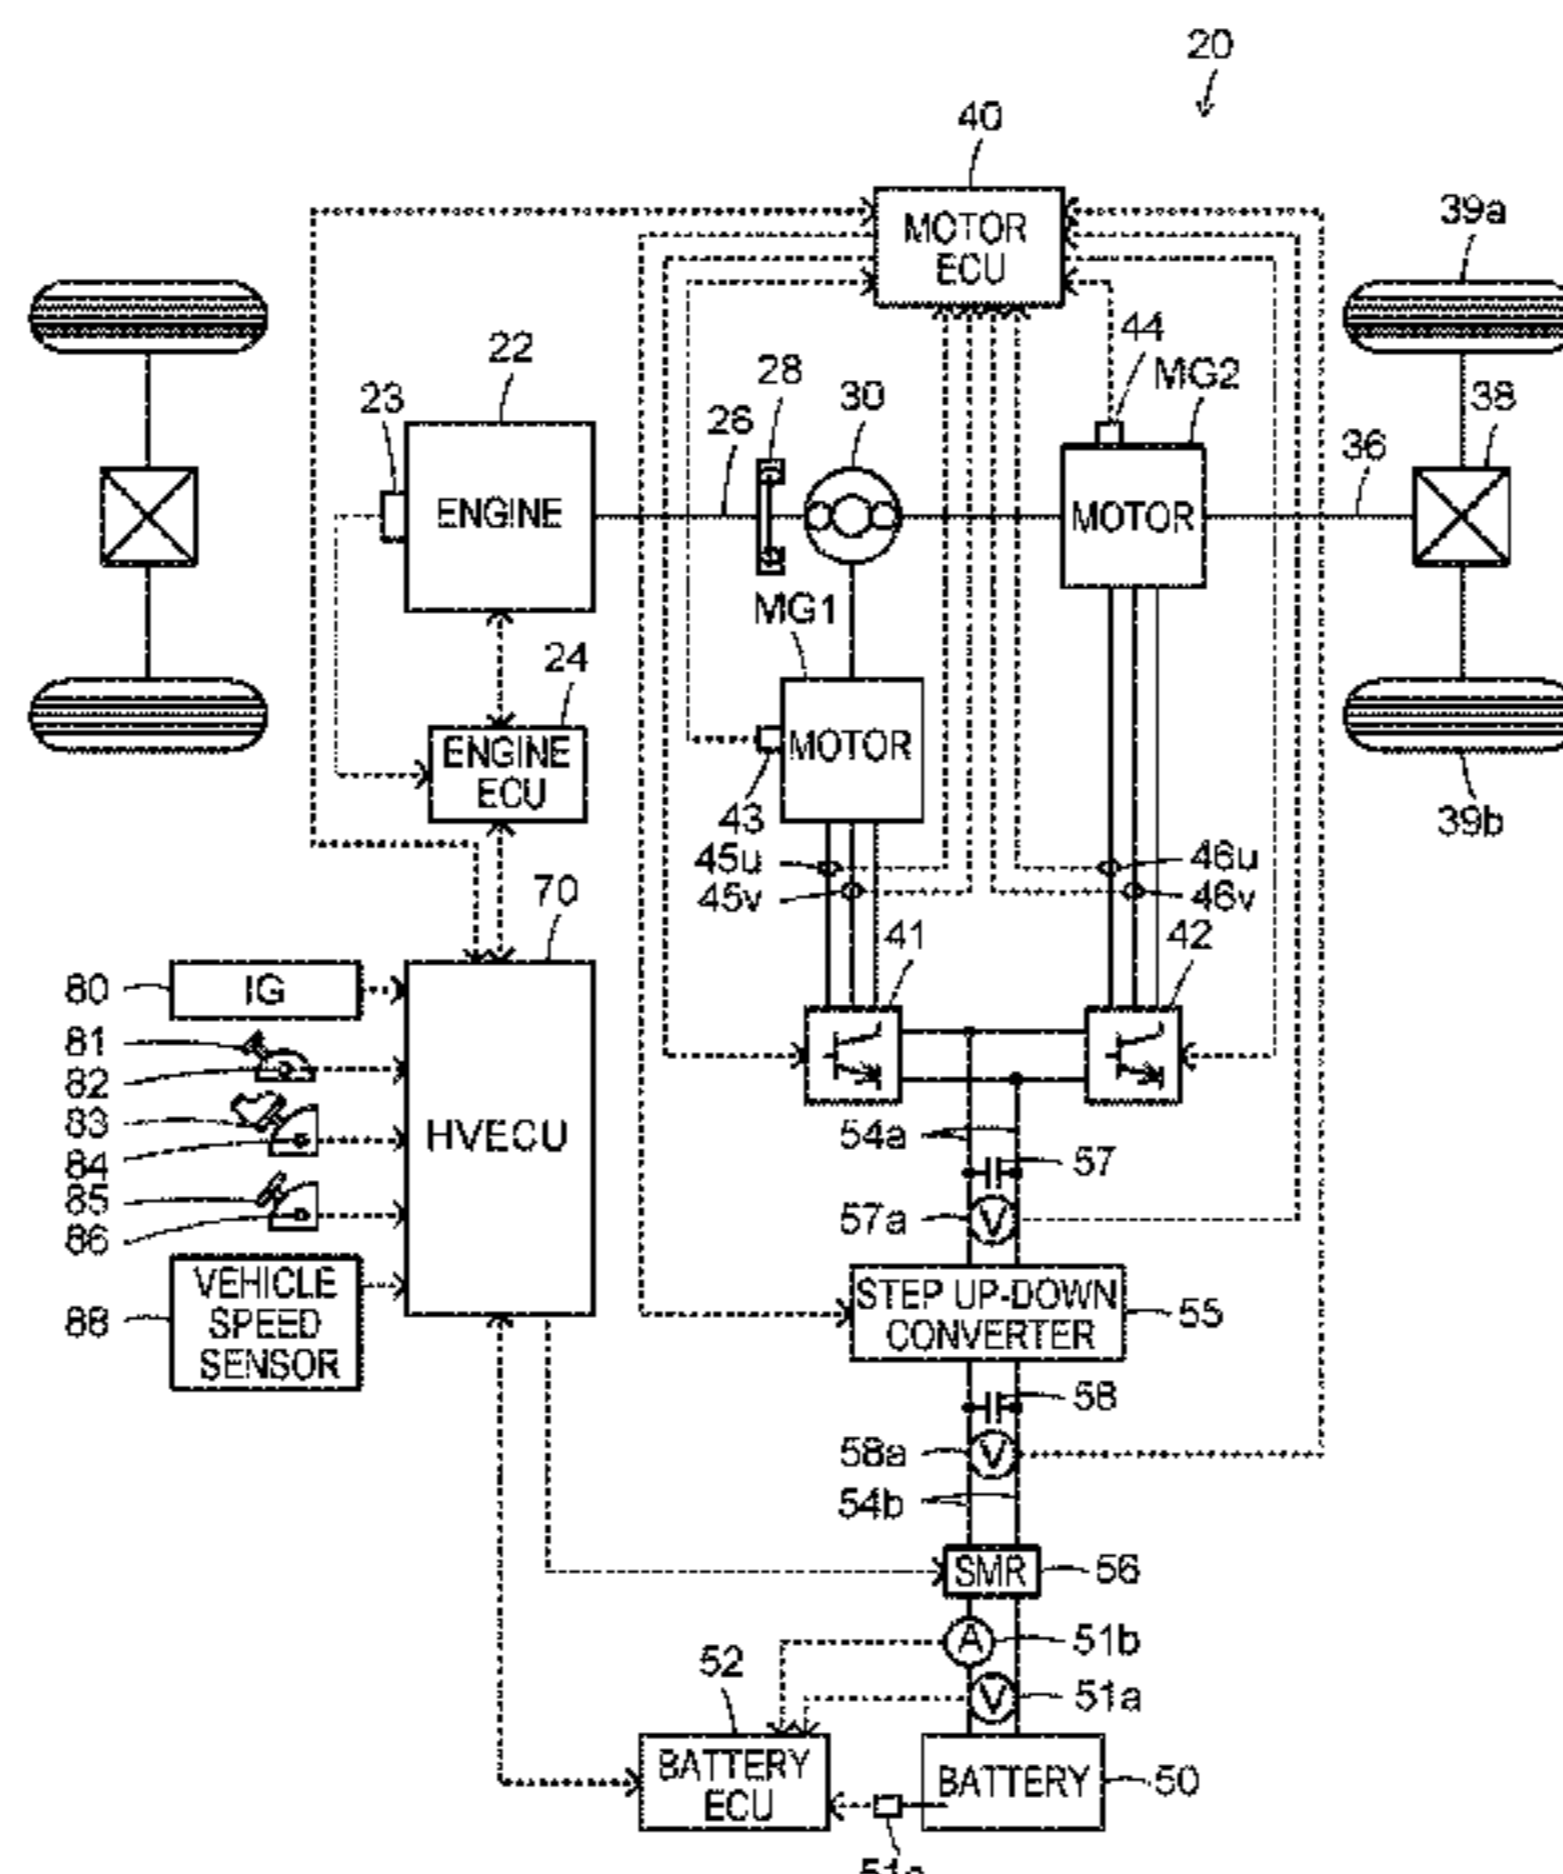 20
40
MOTOR
ECU
39a
44
MG2
22
28
30
38
23
26
36
ENGINE
MOTOR
MG1
24
ENGINE
ECU
MOTOR
43
39b
45u
46u
45v
46v
70
41
42
80
IG
81
82
83
HVECU
54a
57
84
85
57a
86
VEHICLE
SPEED
SENSOR
88
STEP UP-DOWN
CONVERTER
55
58
58a
54b
SMR
56
A
51b
52
51a
V
V
V
BATTERY
ECU
BATTERY
50